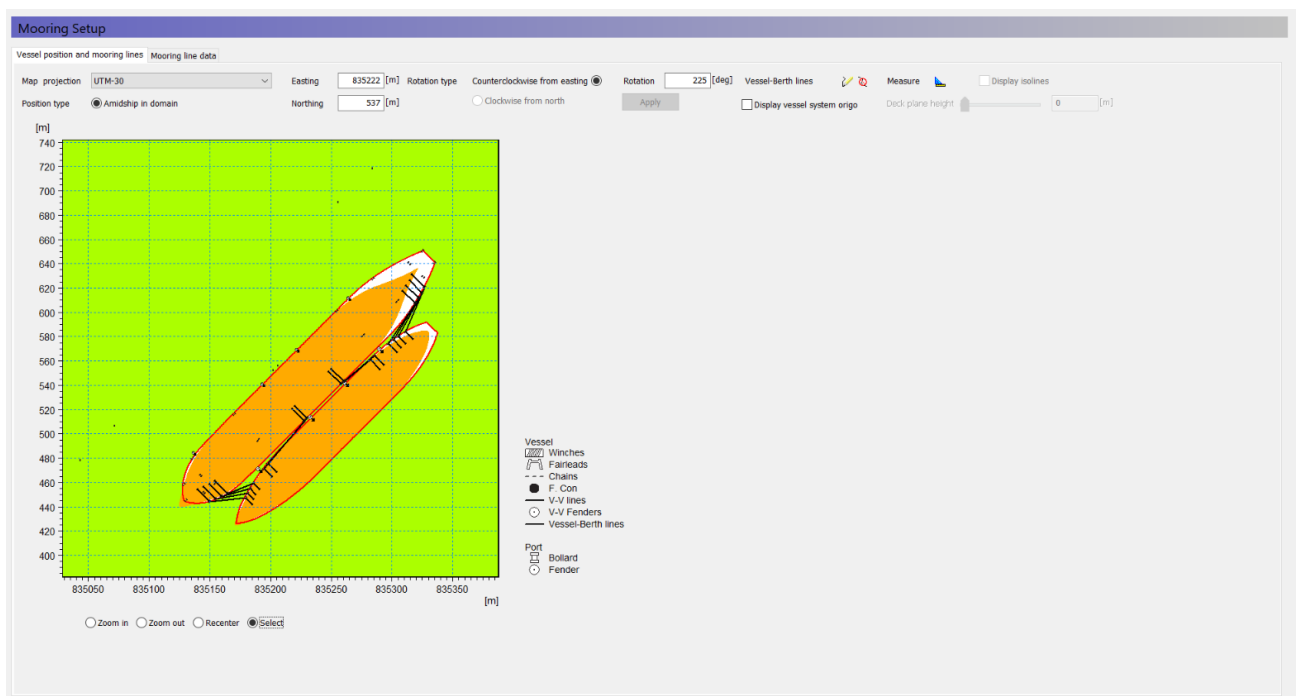 Mooring Setup
Vessel position and mooring lines Mooring line data
Map projection UTM-30 Easting 835222 [m] Rotation type Counterclockwise from easting Rotation 225 [deg] Vessel-Berth lines Measure Display isolines
Position type Amidship in domain Northing 537 [m] Clockwise from north Apply Display vessel system origo Deck plane height 0 [m]
[m]
740
720
700
680
660
640
620
600
580
560
540
520
500
480
460
440
420
400
835050 835100 835150 835200 835250 835300 835350
[m]
Vessel
Winches
Fairleads
Chains
F. Con
V-V lines
V-V Fenders
Vessel-Berth lines
Port
Bollard
Fender
Zoom in Zoom out Recenter Select